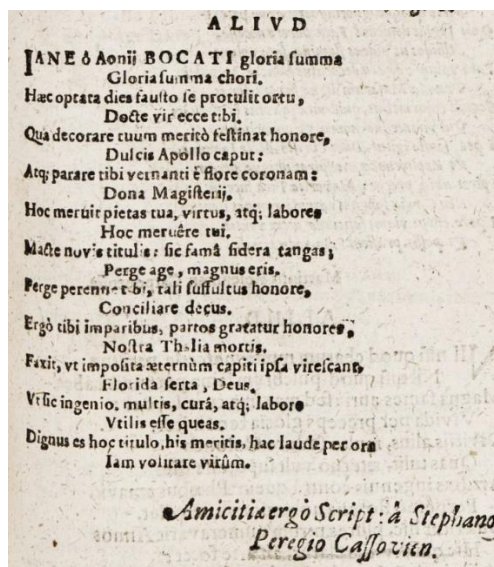 ALIVD
IANE ô Aonij BOCATI gloria summa
Gloria summa chori.
Hæc optata dies fausto se protulit ortu,
Docte vir ecce tibi.
Qua decorare tuum meritò festinat honore,
Dulcis Apollo caput:
Atq; parare tibi vernanti è flore coronam:
Dona Magisterij.
Hoc meruit pietas tua, virtus, atq; labores
Hoc meruêre tui.
Macte novis titulis: sic famâ sidera tangas;
Perge age, magnus eris.
Perge perenne tibi, tali suffultus honore,
Conciliare decus.
Ergò tibi imparibus, partos gratatur honores,
Nostra Thalia mortis.
Faxit, vt imposita æternùm capiti ipsa virescant,
Florida serta, Deus.
Vt sic ingenio, multis, curâ, atq; labore
Vtilis esse queas.
Dignus es hoc titulo, his meritis, hac laude per ora
Iam volitare virûm.
Amicitiæ ergò Script: à Stephano
Peregio Cassovien.